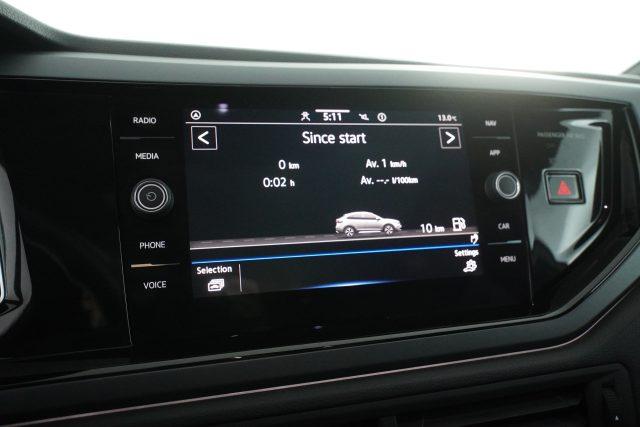 RADIO
MEDIA
PHONE
VOICE
5:11
13.0°C
Since start
0 km
Av. 1 km/h
0:02 h
Av. --.- l/100km
10 km
Selection
Settings
NAV
APP
CAR
MENU
PASSENGER